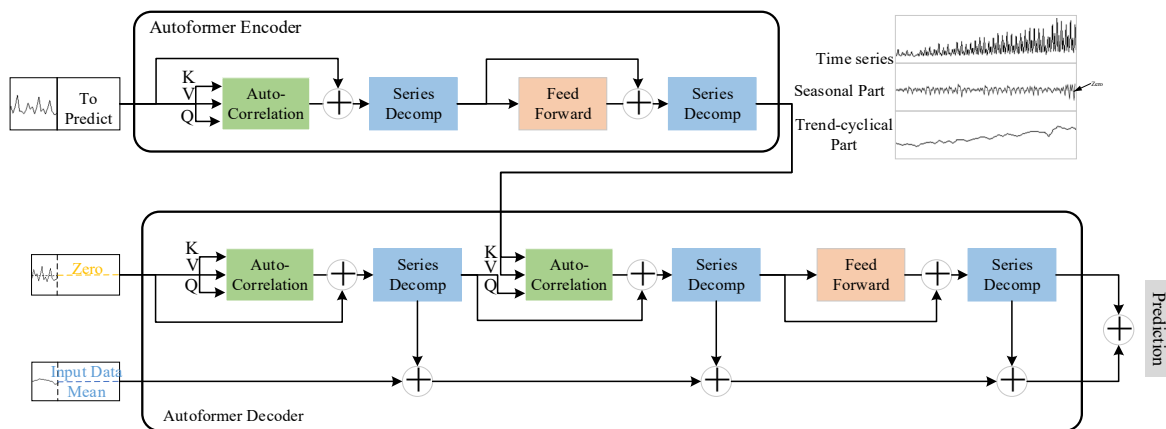 Autoformer Encoder
To
Predict
K
V
Q
Auto-
Correlation
Series
Decomp
Feed
Forward
Series
Decomp
Time series
Seasonal Part
Zero
Trend-cyclical
Part
Zero
K
V
Q
Auto-
Correlation
Series
Decomp
K
V
Q
Auto-
Correlation
Series
Decomp
Feed
Forward
Series
Decomp
Prediction
Input Data
Mean
Autoformer Decoder